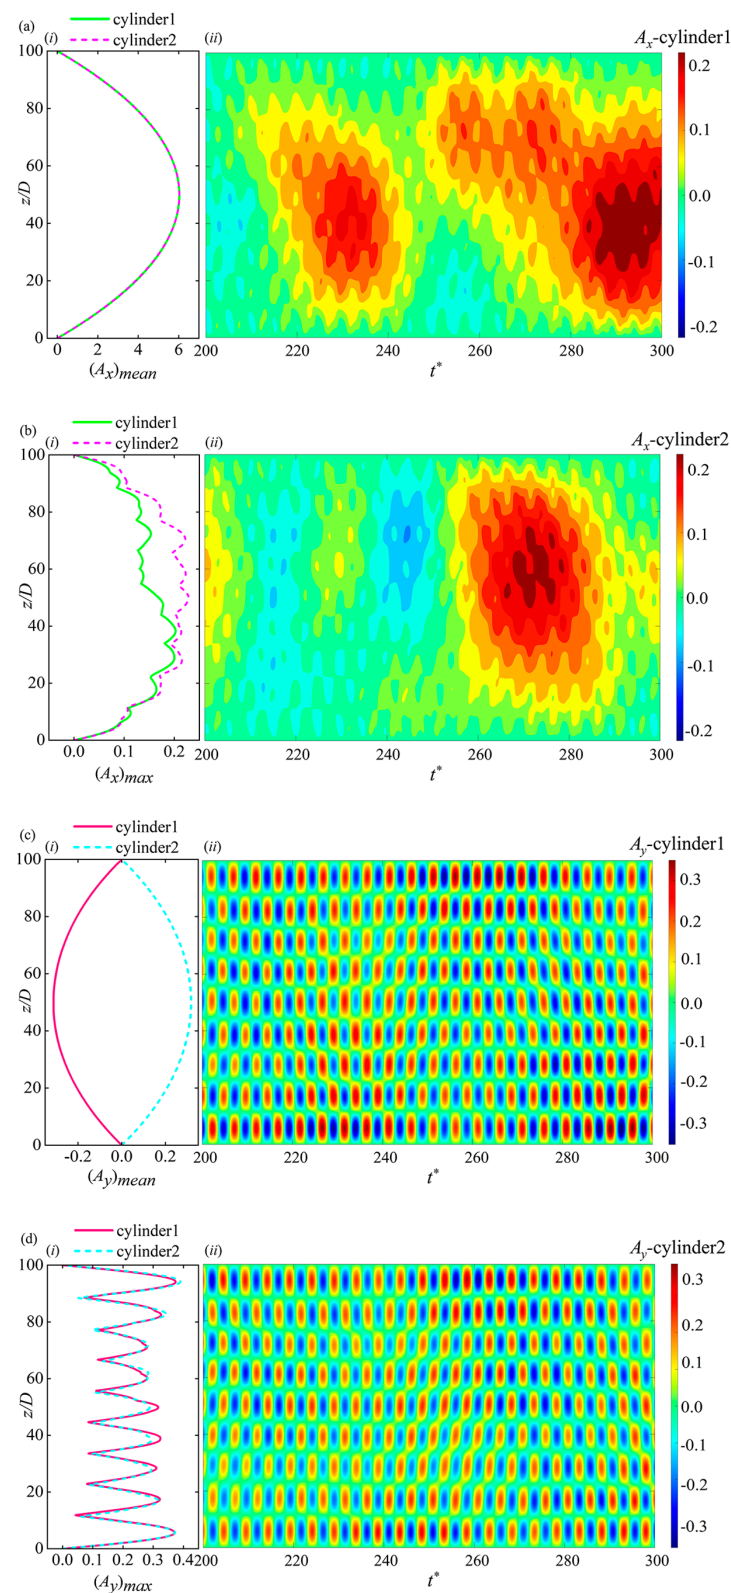 (a)
cylinder1
cylinder2
(i)
(ii)
Ax-cylinder1
100
80
60
40
20
0
z/D
0 2 4 6
(Ax)mean
200 220 240 260 280 300
t*
0.2
0.1
0.0
-0.1
-0.2
(b)
cylinder1
cylinder2
(i)
(ii)
Ax-cylinder2
100
80
60
40
20
0
z/D
0.0 0.1 0.2
(Ax)max
200 220 240 260 280 300
t*
0.2
0.1
0.0
-0.1
-0.2
(c)
cylinder1
cylinder2
(i)
(ii)
Ay-cylinder1
100
80
60
40
20
0
z/D
-0.2 0.0 0.2
(Ay)mean
200 220 240 260 280 300
t*
0.3
0.2
0.1
0.0
-0.1
-0.2
-0.3
(d)
cylinder1
cylinder2
(i)
(ii)
Ay-cylinder2
100
80
60
40
20
0
z/D
0.0 0.1 0.2 0.3 0.4
(Ay)max
200 220 240 260 280 300
t*
0.3
0.2
0.1
0.0
-0.1
-0.2
-0.3